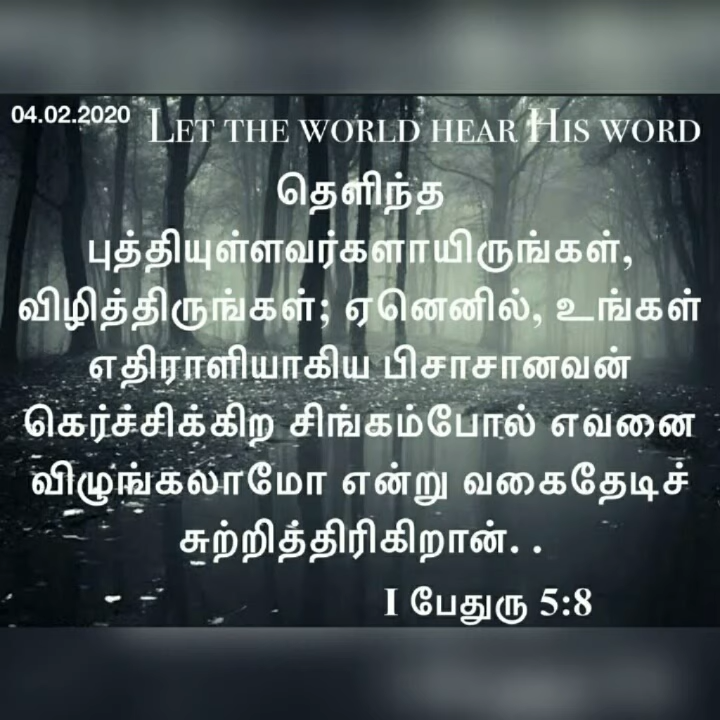 04.02.2020 LET THE WORLD HEAR HIS WORD
தெளிந்த
புத்தியுள்ளவர்களாயிருங்கள்,
விழித்திருங்கள்; ஏனெனில், உங்கள்
எதிராளியாகிய பிசாசானவன்
கெர்ச்சிக்கிற சிங்கம்போல் எவனை
விழுங்கலாமோ என்று வகைதேடிச்
சுற்றித்திரிகிறான். .
I பேதுரு 5:8